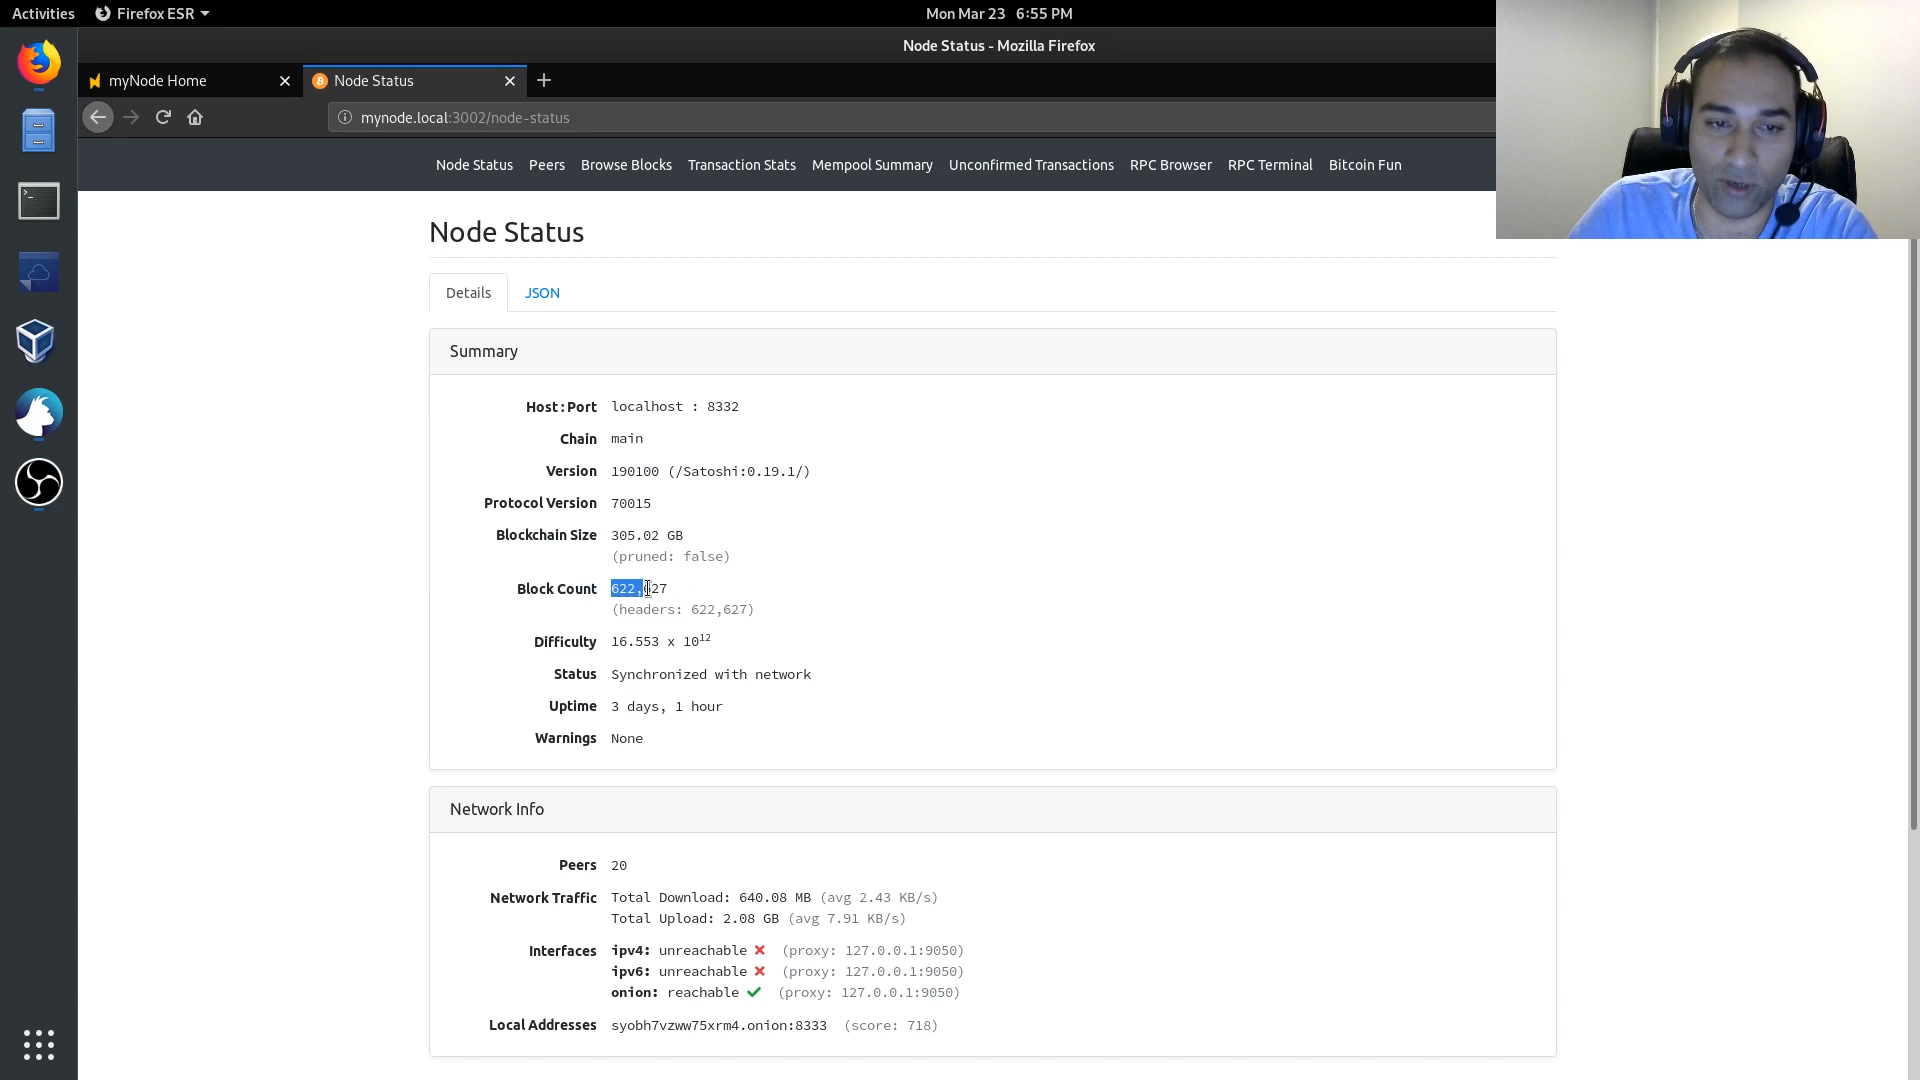 Activities Firefox ESR Mon Mar 23 6:55 PM
Node Status - Mozilla Firefox
myNode Home Node Status
mynode.local:3002/node-status
Node Status Peers Browse Blocks Transaction Stats Mempool Summary Unconfirmed Transactions RPC Browser RPC Terminal Bitcoin Fun
Node Status
Details JSON
Summary
Host : Port localhost : 8332
Chain main
Version 190100 (/Satoshi:0.19.1/)
Protocol Version 70015
Blockchain Size 305.02 GB
(pruned: false)
Block Count 622,627
(headers: 622,627)
Difficulty 16.553 x 10¹²
Status Synchronized with network
Uptime 3 days, 1 hour
Warnings None
Network Info
Peers 20
Network Traffic Total Download: 640.08 MB (avg 2.43 KB/s)
Total Upload: 2.08 GB (avg 7.91 KB/s)
Interfaces ipv4: unreachable ✕ (proxy: 127.0.0.1:9050)
ipv6: unreachable ✕ (proxy: 127.0.0.1:9050)
onion: reachable ✓ (proxy: 127.0.0.1:9050)
Local Addresses syobh7vzww75xrm4.onion:8333 (score: 718)